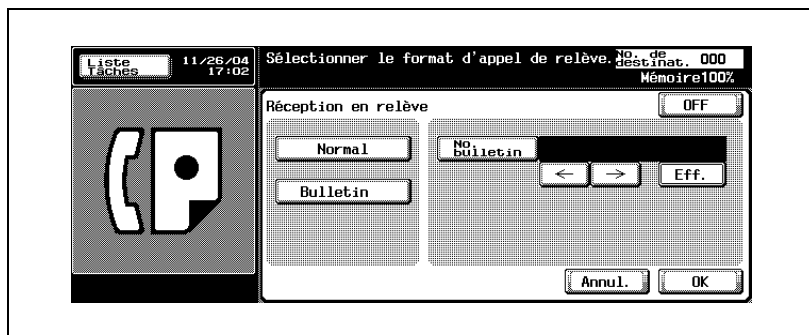 Liste
Tâches
11/26/04
17:02
Sélectionner le format d'appel de relève.
No. de
destinat. 000
Mémoire100%
Réception en relève
OFF
Normal
No.
bulletin
← → Eff.
Bulletin
Annul. OK